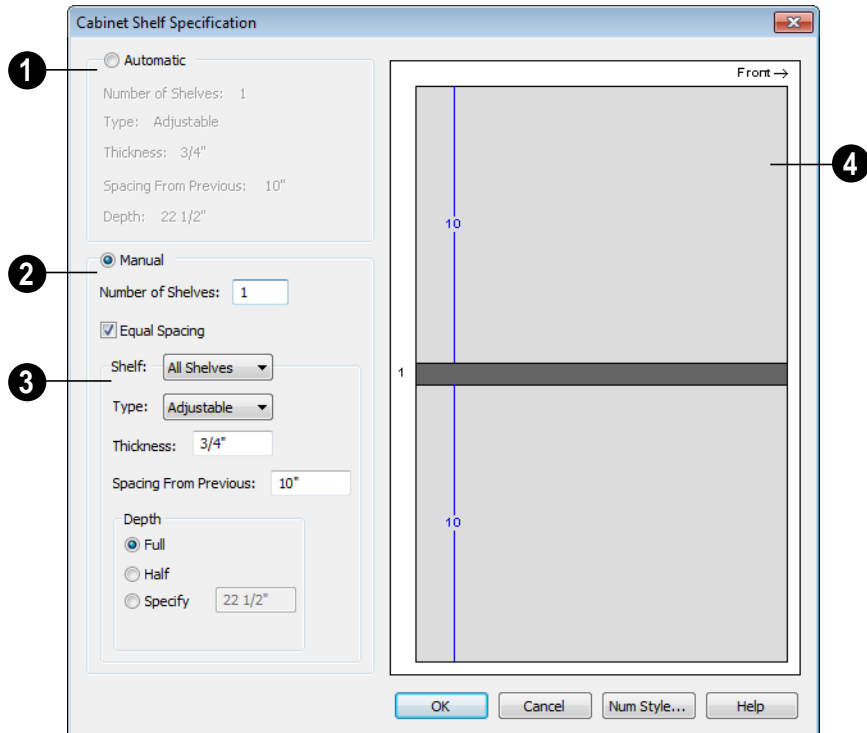 Cabinet Shelf Specification
1
Automatic
Number of Shelves: 1
Type: Adjustable
Thickness: 3/4"
Spacing From Previous: 10"
Depth: 22 1/2"
2
Manual
Number of Shelves: 1
Equal Spacing
3
Shelf: All Shelves
Type: Adjustable
Thickness: 3/4"
Spacing From Previous: 10"
Depth
Full
Half
Specify 22 1/2"
Front →
4
10
1
10
OK Cancel Num Style... Help